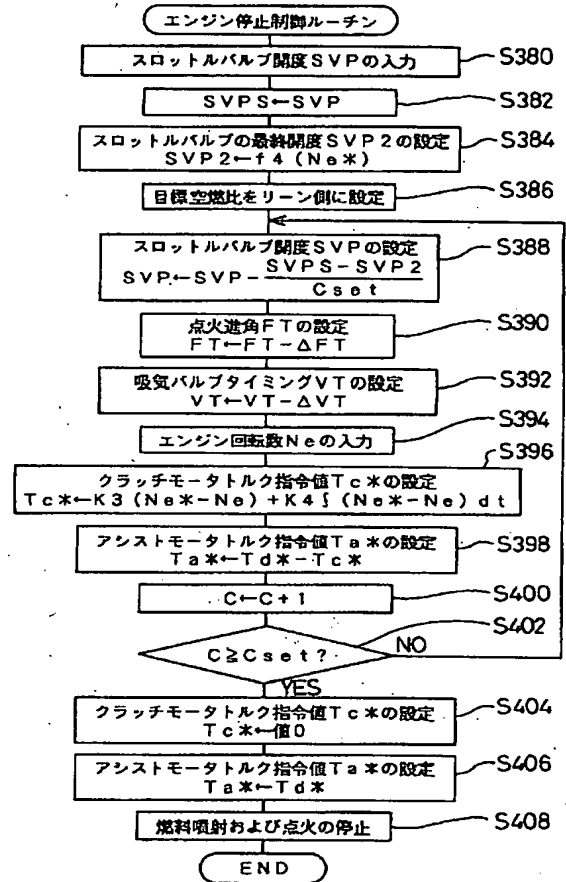 エンジン停止制御ルーチン
スロットルバルブ開度SVPの入力
S380
SVPS←SVP
S382
スロットルバルブの最終開度SVP2の設定
SVP2←f4(Ne*)
S384
目標空燃比をリーン側に設定
S386
スロットルバルブ開度SVPの設定
SVP←SVP-(SVPS-SVP2)/Cset
S388
点火進角FTの設定
FT←FT-ΔFT
S390
吸気バルブタイミングVTの設定
VT←VT-ΔVT
S392
エンジン回転数Neの入力
S394
クラッチモータトルク指令値Tc*の設定
Tc*←K3(Ne*-Ne)+K4∫(Ne*-Ne)dt
S396
アシストモータトルク指令値Ta*の設定
Ta*←Td*-Tc*
S398
C←C+1
S400
C≧Cset?
S402
NO
YES
クラッチモータトルク指令値Tc*の設定
Tc*←値0
S404
アシストモータトルク指令値Ta*の設定
Ta*←Td*
S406
燃料噴射および点火の停止
S408
END